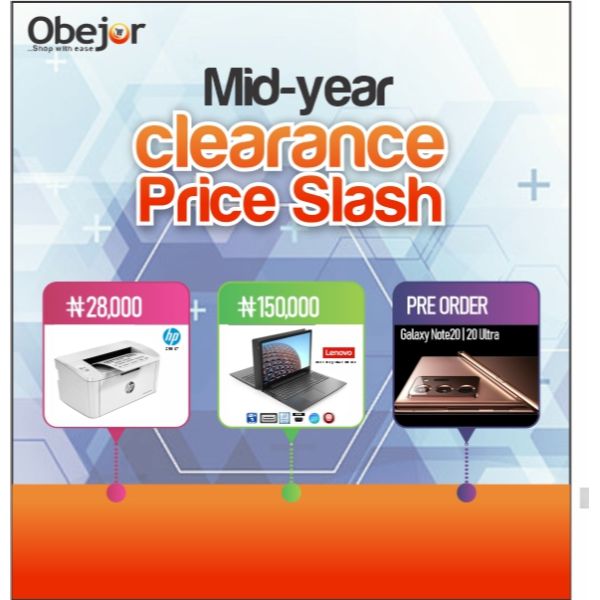 Obejor
..Shop with ease
Mid-year
clearance
Price Slash
₦28,000
₦150,000
PRE ORDER
hp
Galaxy Note20 | 20 Ultra
Lenovo